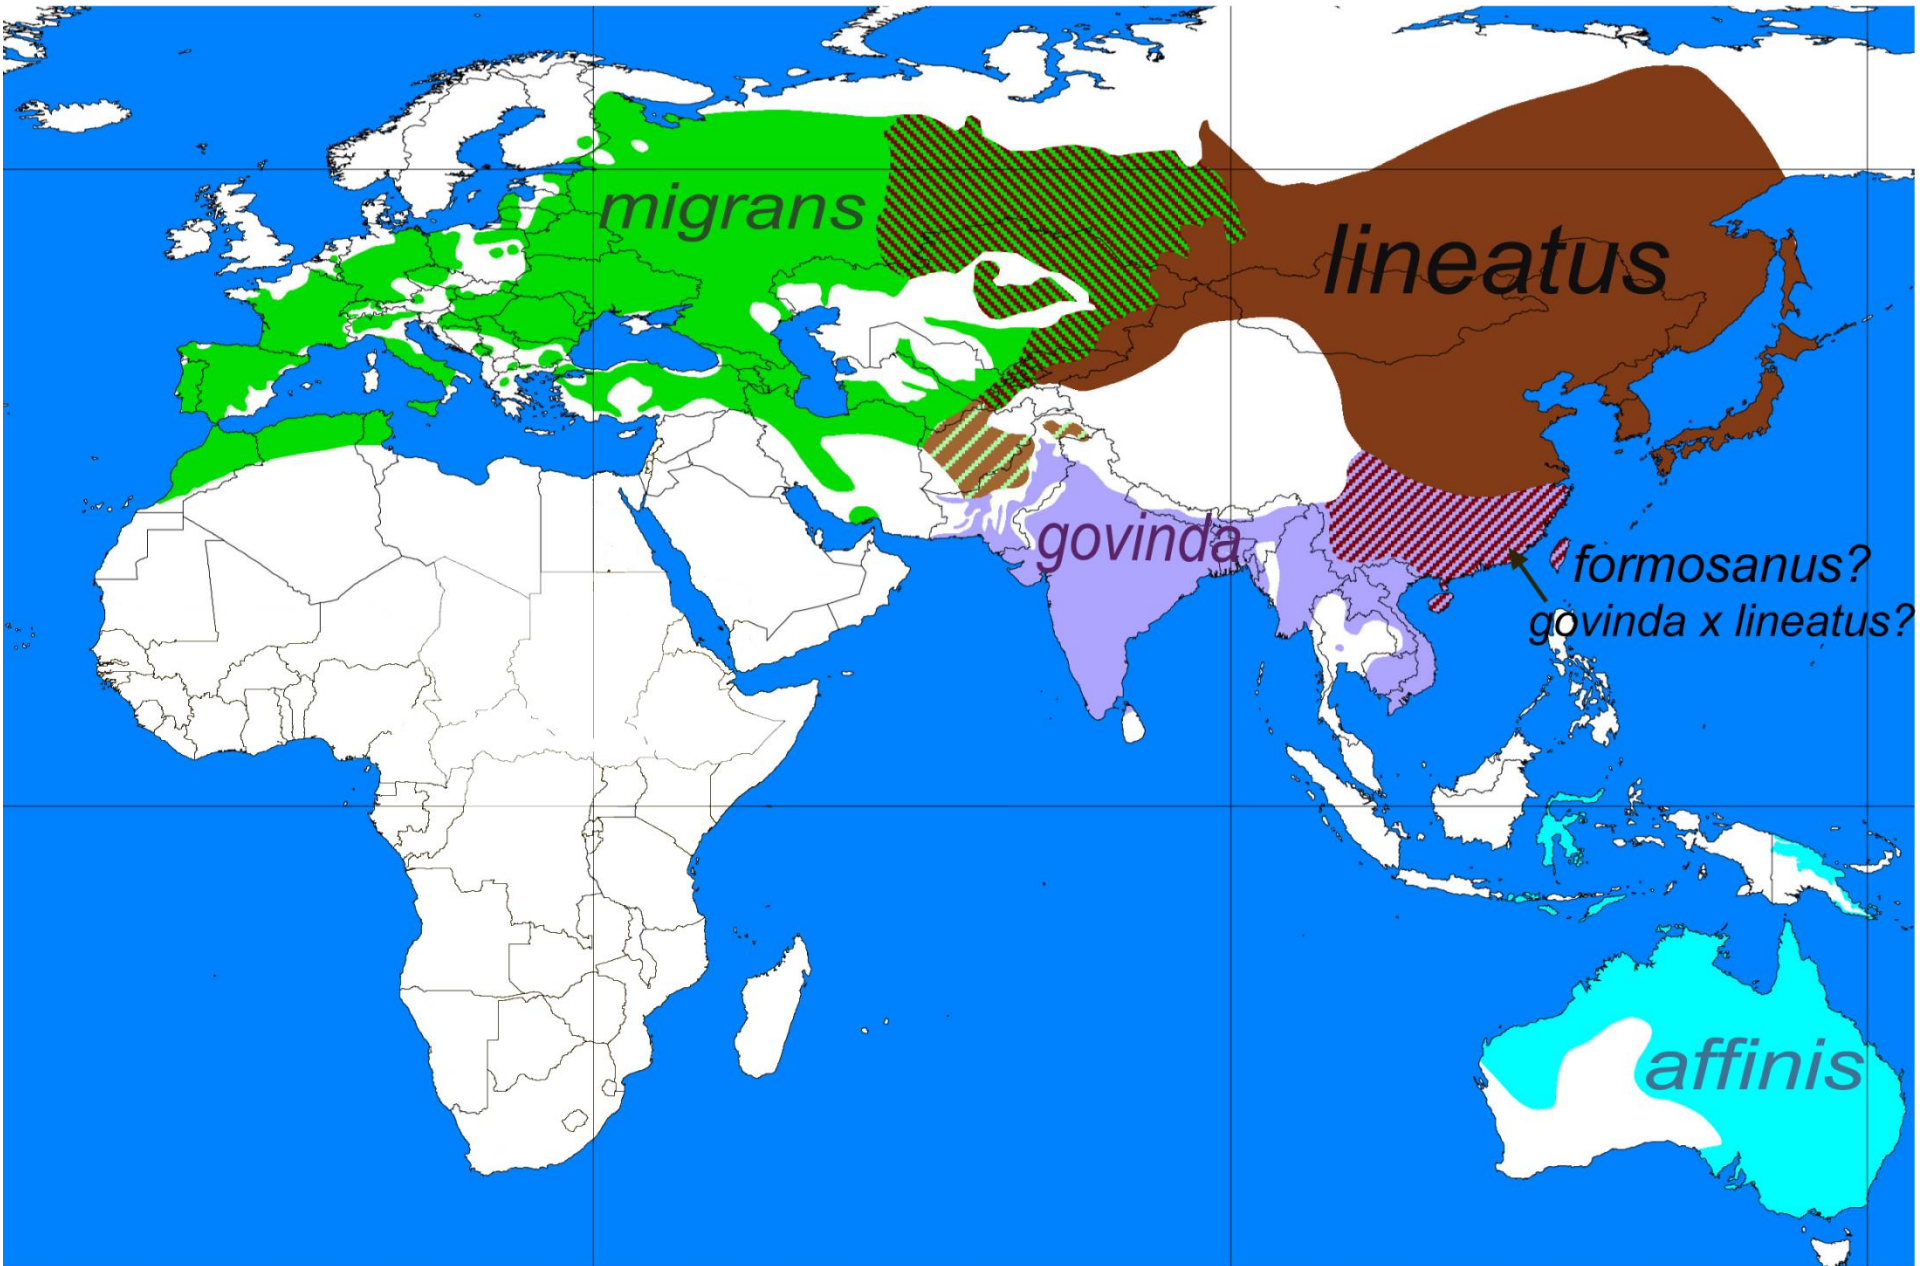 migrans
lineatus
govinda
formosanus?
govinda x lineatus?
affinis